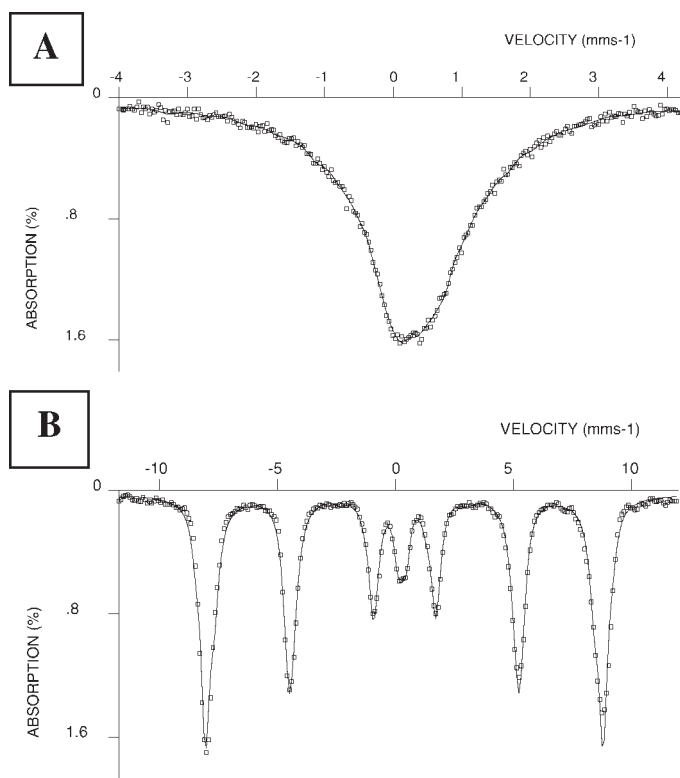 A
VELOCITY (mms-1)
-4 -3 -2 -1 0 1 2 3 4
0
.8
1.6
ABSORPTION (%)
B
VELOCITY (mms-1)
-10 -5 0 5 10
0
.8
1.6
ABSORPTION (%)